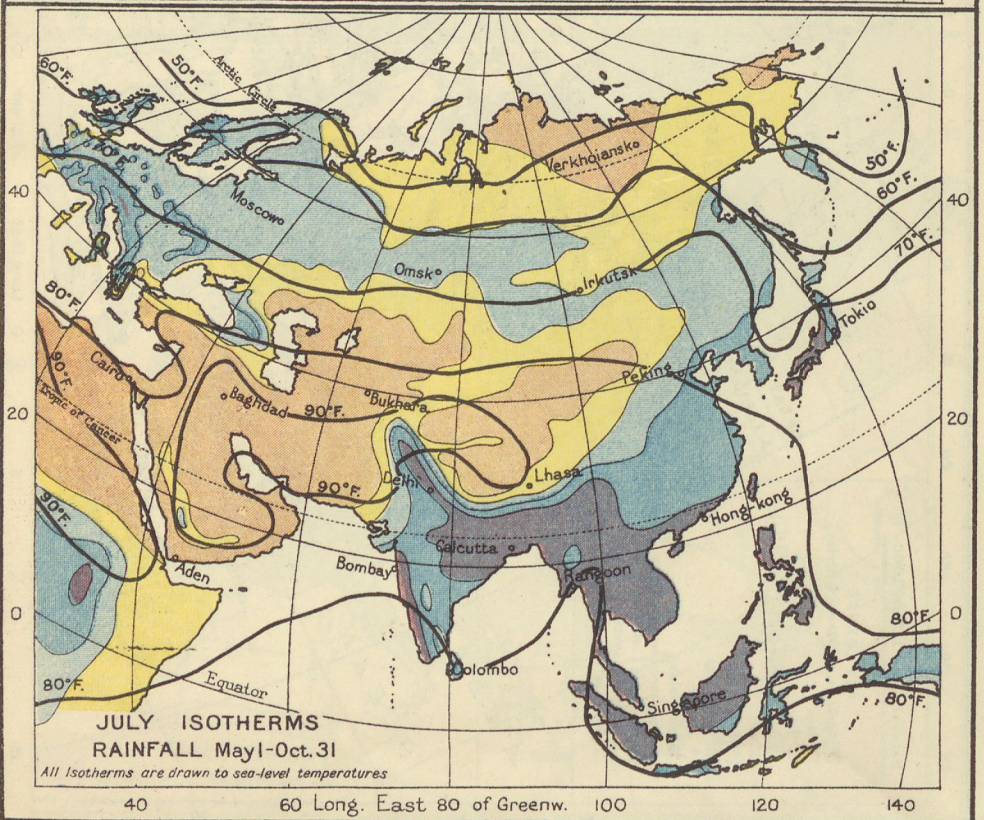 60°F.
50°F.
Arctic Circle
70°F.
Verkhoiansk
50°F.
60°F.
40
40
Moscow
70°F.
Omsk
Irkutsk
80°F.
Tokio
Cairo
90°F.
Peking
Tropic of Cancer
Baghdad
90°F.
Bukhara
20
20
Delhi
90°F.
Lhasa
90°F.
Hong-kong
Calcutta
Bombay
Rangoon
Aden
0
80°F.
0
80°F.
Equator
Colombo
Singapore
80°F.
JULY ISOTHERMS
RAINFALL May1-Oct.31
All Isotherms are drawn to sea-level temperatures
40 60 Long. East 80 of Greenw. 100 120 140